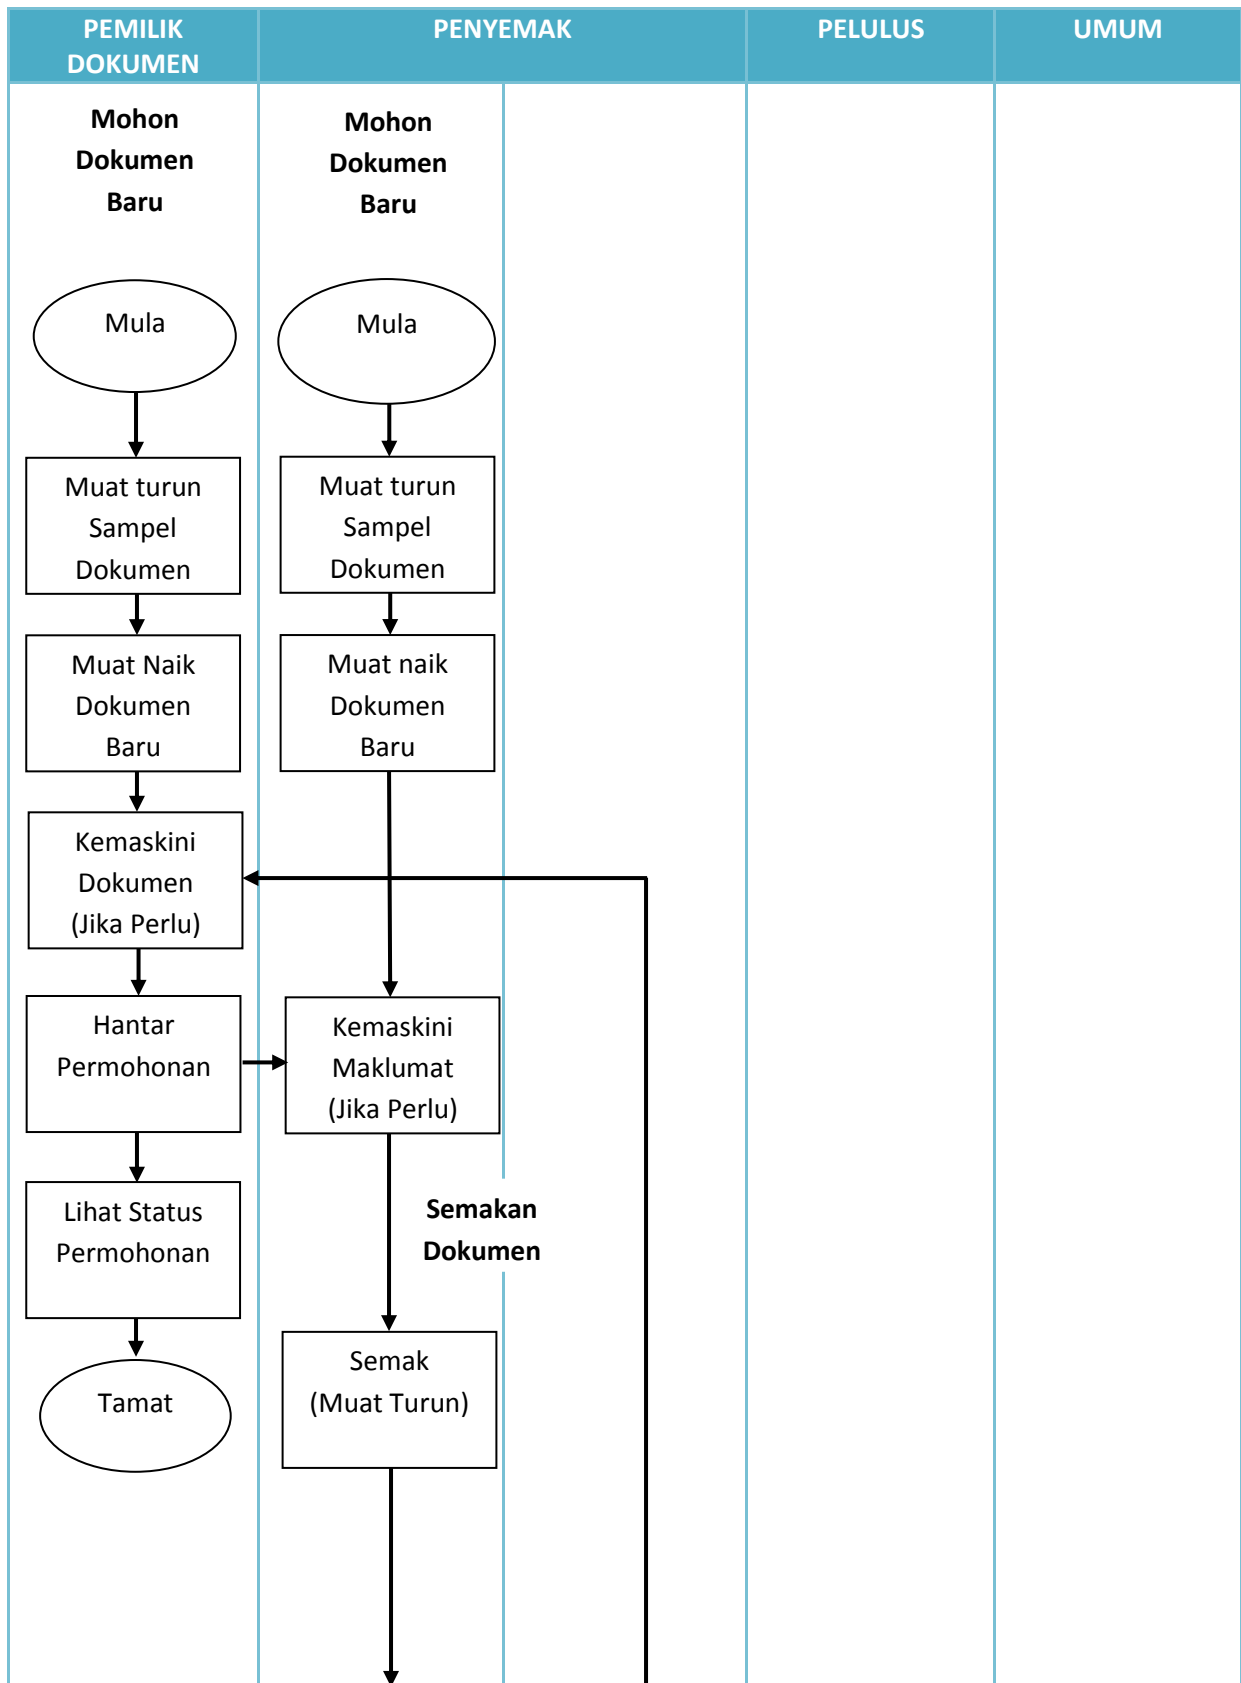 PEMILIK
DOKUMEN
PENYEMAK
PELULUS
UMUM
Mohon
Dokumen
Baru
Mula
Muat turun
Sampel
Dokumen
Muat Naik
Dokumen
Baru
Kemaskini
Dokumen
(Jika Perlu)
Hantar
Permohonan
Lihat Status
Permohonan
Tamat
Mohon
Dokumen
Baru
Mula
Muat turun
Sampel
Dokumen
Muat naik
Dokumen
Baru
Kemaskini
Maklumat
(Jika Perlu)
Semakan
Dokumen
Semak
(Muat Turun)